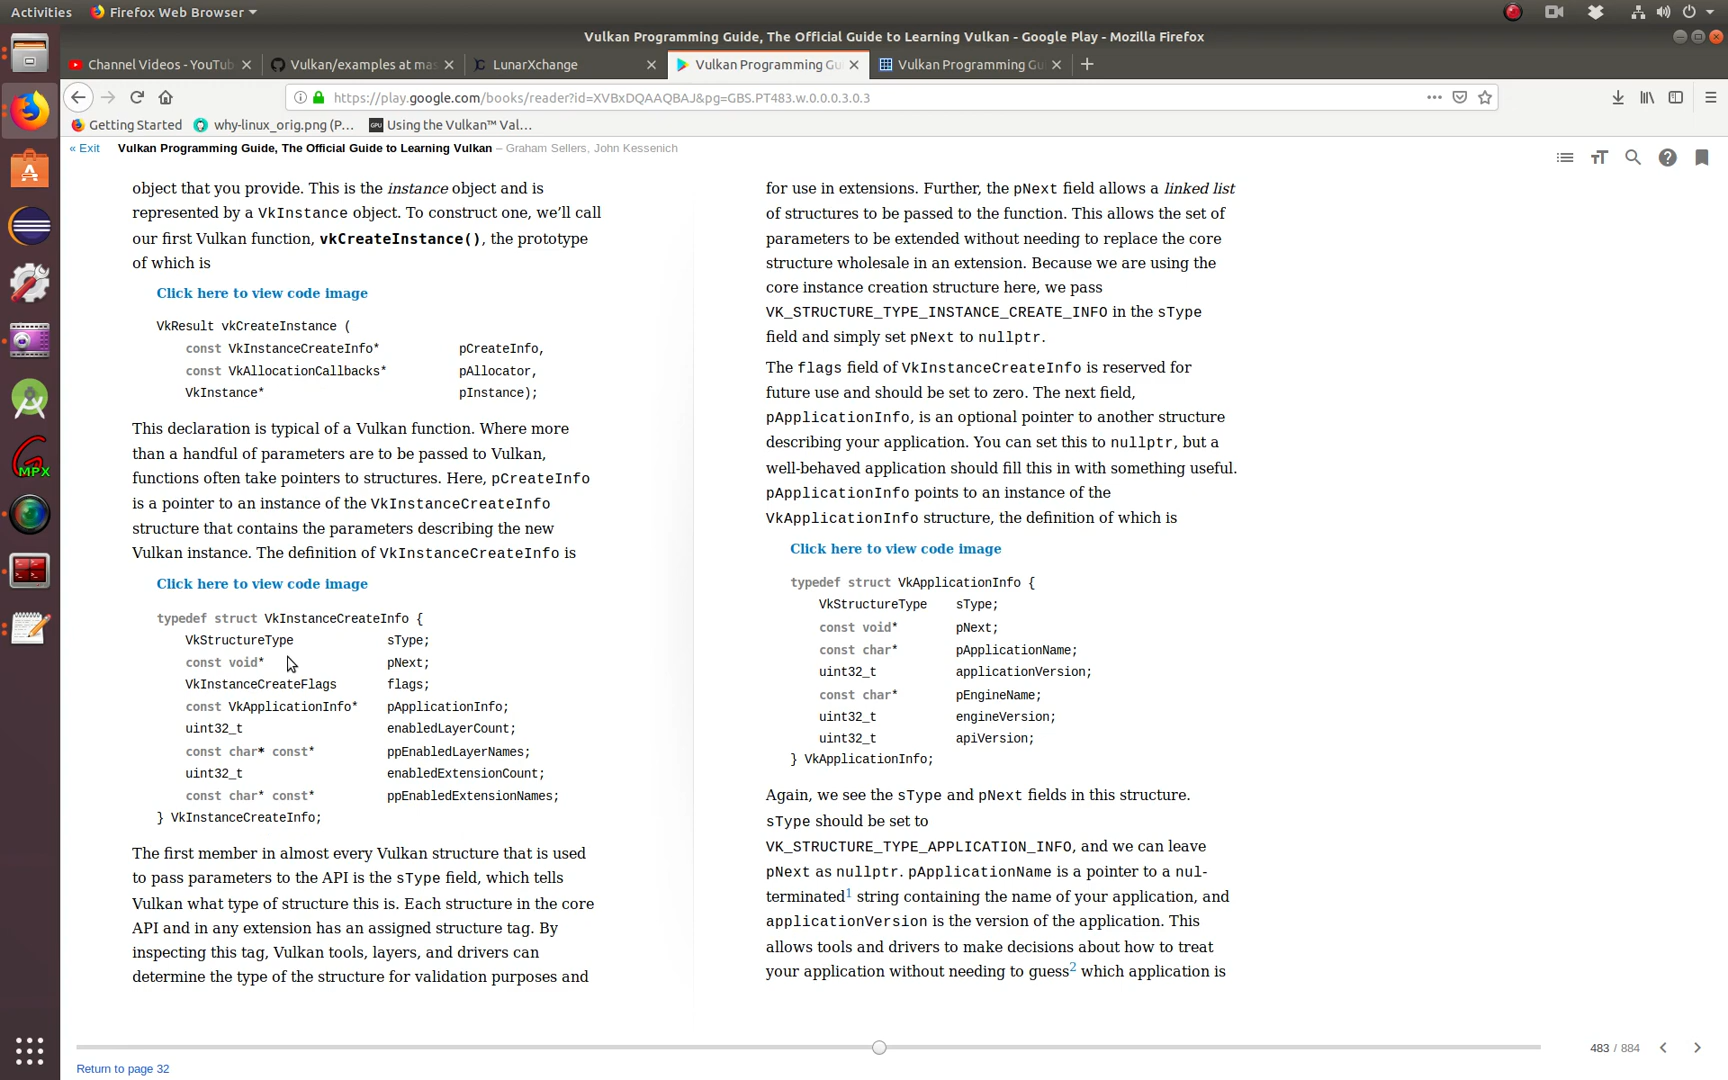 Activities
Firefox Web Browser
Vulkan Programming Guide, The Official Guide to Learning Vulkan - Google Play - Mozilla Firefox
Channel Videos - YouTub
Vulkan/examples at mas
LunarXchange
Vulkan Programming Gu
Vulkan Programming Gu
https://play.google.com/books/reader?id=XVBxDQAAQBAJ&pg=GBS.PT483.w.0.0.0.3.0.3
Getting Started
why-linux_orig.png (P...
GPU
Using the Vulkan™ Val...
« Exit
Vulkan Programming Guide, The Official Guide to Learning Vulkan – Graham Sellers, John Kessenich
object that you provide. This is the instance object and is
represented by a VkInstance object. To construct one, we’ll call
our first Vulkan function, vkCreateInstance(), the prototype
of which is
Click here to view code image
VkResult vkCreateInstance (
const VkInstanceCreateInfo* pCreateInfo,
const VkAllocationCallbacks* pAllocator,
VkInstance* pInstance);
This declaration is typical of a Vulkan function. Where more
than a handful of parameters are to be passed to Vulkan,
functions often take pointers to structures. Here, pCreateInfo
is a pointer to an instance of the VkInstanceCreateInfo
structure that contains the parameters describing the new
Vulkan instance. The definition of VkInstanceCreateInfo is
Click here to view code image
typedef struct VkInstanceCreateInfo {
VkStructureType sType;
const void* pNext;
VkInstanceCreateFlags flags;
const VkApplicationInfo* pApplicationInfo;
uint32_t enabledLayerCount;
const char* const* ppEnabledLayerNames;
uint32_t enabledExtensionCount;
const char* const* ppEnabledExtensionNames;
} VkInstanceCreateInfo;
The first member in almost every Vulkan structure that is used
to pass parameters to the API is the sType field, which tells
Vulkan what type of structure this is. Each structure in the core
API and in any extension has an assigned structure tag. By
inspecting this tag, Vulkan tools, layers, and drivers can
determine the type of the structure for validation purposes and
for use in extensions. Further, the pNext field allows a linked list
of structures to be passed to the function. This allows the set of
parameters to be extended without needing to replace the core
structure wholesale in an extension. Because we are using the
core instance creation structure here, we pass
VK_STRUCTURE_TYPE_INSTANCE_CREATE_INFO in the sType
field and simply set pNext to nullptr.
The flags field of VkInstanceCreateInfo is reserved for
future use and should be set to zero. The next field,
pApplicationInfo, is an optional pointer to another structure
describing your application. You can set this to nullptr, but a
well-behaved application should fill this in with something useful.
pApplicationInfo points to an instance of the
VkApplicationInfo structure, the definition of which is
Click here to view code image
typedef struct VkApplicationInfo {
VkStructureType sType;
const void* pNext;
const char* pApplicationName;
uint32_t applicationVersion;
const char* pEngineName;
uint32_t engineVersion;
uint32_t apiVersion;
} VkApplicationInfo;
Again, we see the sType and pNext fields in this structure.
sType should be set to
VK_STRUCTURE_TYPE_APPLICATION_INFO, and we can leave
pNext as nullptr. pApplicationName is a pointer to a nul-
terminated1 string containing the name of your application, and
applicationVersion is the version of the application. This
allows tools and drivers to make decisions about how to treat
your application without needing to guess2 which application is
MPX
483 / 884
Return to page 32